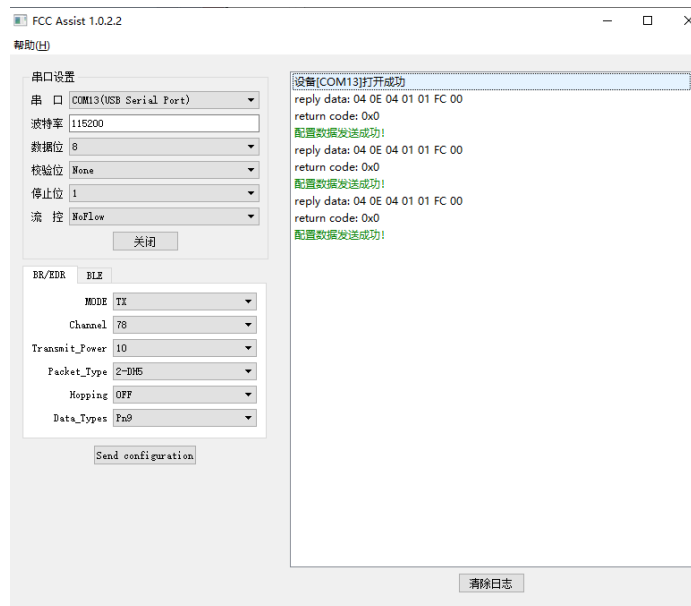 FCC Assist 1.0.2.2
帮助(H)
串口设置
串 口 COM13(USB Serial Port)
波特率 115200
数据位 8
校验位 None
停止位 1
流 控 NoFlow
关闭
BR/EDR BLE
MODE TX
Channel 78
Transmit_Power 10
Packet_Type 2-DH5
Hopping OFF
Data_Types Pn9
Send configuration
设备[COM13]打开成功
reply data: 04 0E 04 01 01 FC 00
return code: 0x0
配置数据发送成功!
reply data: 04 0E 04 01 01 FC 00
return code: 0x0
配置数据发送成功!
reply data: 04 0E 04 01 01 FC 00
return code: 0x0
配置数据发送成功!
清除日志